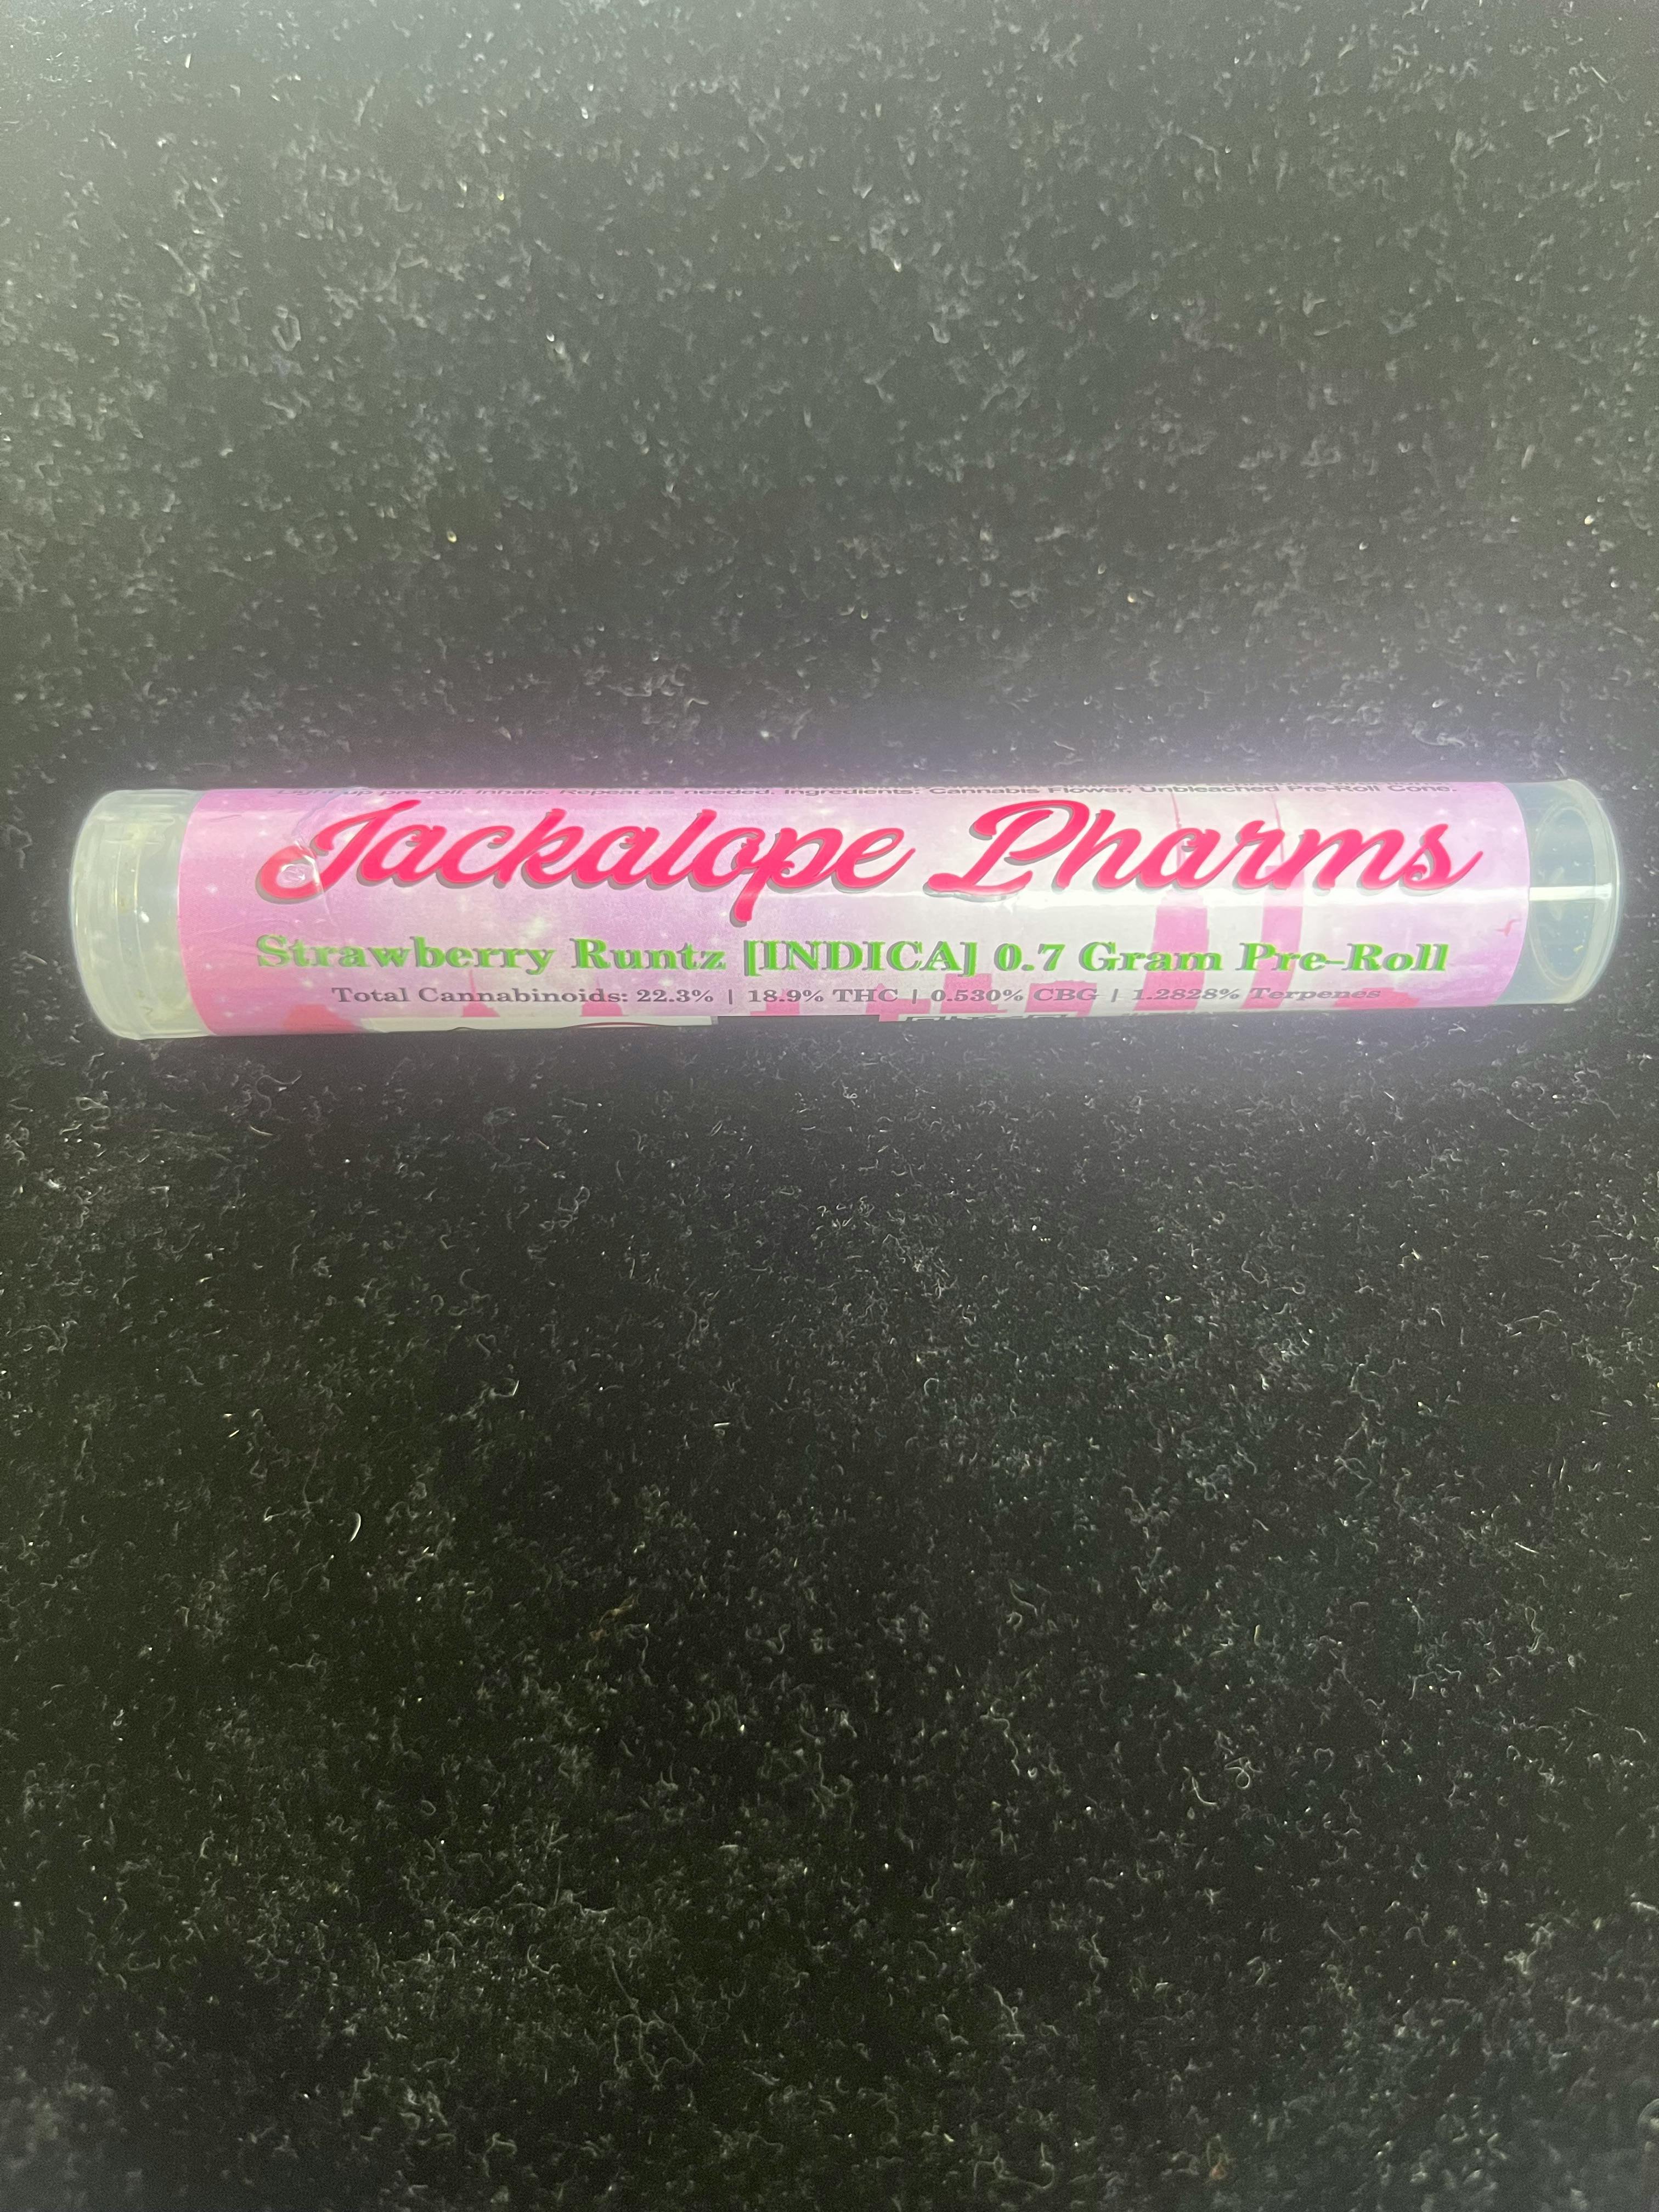 Light up pre-roll. Inhale. Repeat as needed. Ingredients: Cannabis Flower, Unbleached Pre-Roll Cone.
Jackalope Pharms
Strawberry Runtz [INDICA] 0.7 Gram Pre-Roll
Total Cannabinoids: 22.3% | 18.9% THC | 0.530% CBG | 1.2828% Terpenes